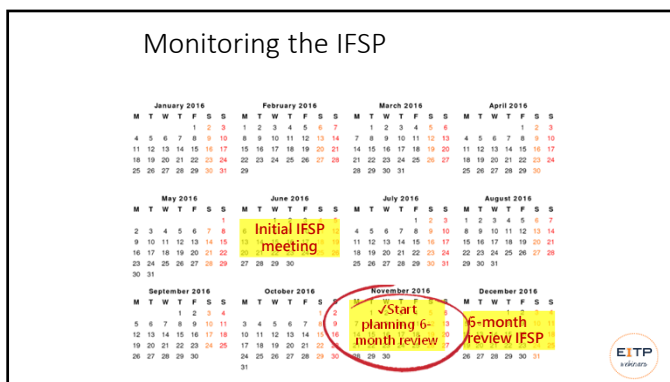 Monitoring the IFSP
January 2016 February 2016 March 2016 April 2016
M T W T F S S M T W T F S S M T W T F S S M T W T F S S
1 2 3 1 2 3 4 5 6 7 1 2 3 4 5 6 1 2 3
4 5 6 7 8 9 10 8 9 10 11 12 13 14 7 8 9 10 11 12 13 4 5 6 7 8 9 10
11 12 13 14 15 16 17 15 16 17 18 19 20 21 14 15 16 17 18 19 20 11 12 13 14 15 16 17
18 19 20 21 22 23 24 22 23 24 25 26 27 28 21 22 23 24 25 26 27 18 19 20 21 22 23 24
25 26 27 28 29 30 31 29 28 29 30 31 25 26 27 28 29 30
May 2016 June 2016 July 2016 August 2016
M T W T F S S M T W T F S S M T W T F S S M T W T F S S
1 1 2 3 1 2 3 4 5 6 7
2 3 4 5 6 7 8 Initial IFSP 4 5 6 7 8 9 10 8 9 10 11 12 13 14
9 10 11 12 13 14 15 meeting 11 12 13 14 15 16 17 15 16 17 18 19 20 21
16 17 18 19 20 21 22 18 19 20 21 22 23 24 22 23 24 25 26 27 28
23 24 25 26 27 28 29 27 28 29 30 25 26 27 28 29 30 31 29 30 31
30 31
September 2016 October 2016 November 2016 December 2016
M T W T F S S M T W T F S S M T W T F S S M T W T F S S
1 2 3 4 1 2 ✓Start
5 6 7 8 9 10 11 3 4 5 6 7 8 9 planning 6- 6-month
12 13 14 15 16 17 18 10 11 12 13 14 15 16 month review review IFSP
19 20 21 22 23 24 25 17 18 19 20 21 22 23
26 27 28 29 30 24 25 26 27 28 29 30 28 29 30 26 27 28 29 30 31
31
EITP
webinars